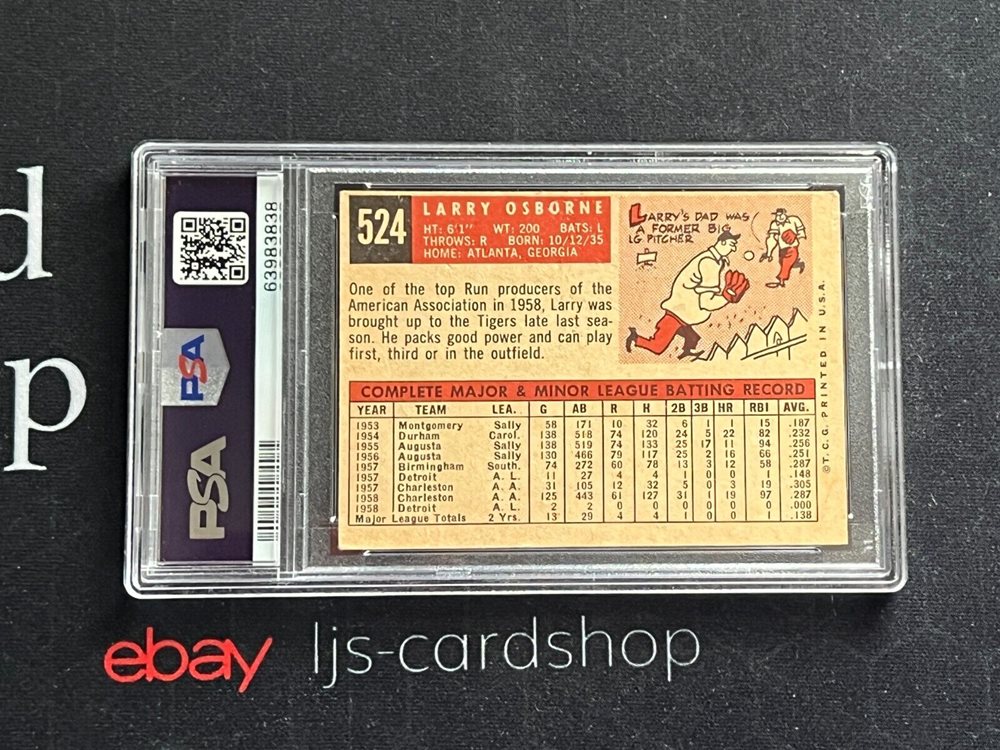 d
p
63983838
PSA
PSA
524
LARRY OSBORNE
HT: 6'1" WT: 200 BATS: L
THROWS: R BORN: 10/12/35
HOME: ATLANTA, GEORGIA
LARRY'S DAD WAS
A FORMER BIG
LG PITCHER
One of the top Run producers of the
American Association in 1958, Larry was
brought up to the Tigers late last sea-
son. He packs good power and can play
first, third or in the outfield.
COMPLETE MAJOR & MINOR LEAGUE BATTING RECORD
YEAR TEAM LEA. G AB R H 2B 3B HR RBI AVG.
1953 Montgomery Sally 58 171 10 32 6 1 1 15 .187
1954 Durham Carol. 138 518 74 120 24 5 22 82 .232
1955 Augusta Sally 138 519 74 133 25 2 11 94 .256
1956 Augusta Sally 130 466 79 117 25 2 16 66 .251
1957 Birmingham South. 74 272 60 78 13 3 12 58 .287
1957 Detroit A. L. 11 27 4 4 1 0 0 1 .148
1957 Charleston A. A. 31 105 12 32 5 0 3 19 .305
1958 Charleston A. A. 125 443 61 127 31 1 19 97 .287
1958 Detroit A. L. 2 2 0 0 0 0 0 0 .000
Major League Totals 2 Yrs. 13 29 4 4 1 0 0 1 .138
©T.C.G. PRINTED IN U.S.A.
ebay ljs-cardshop